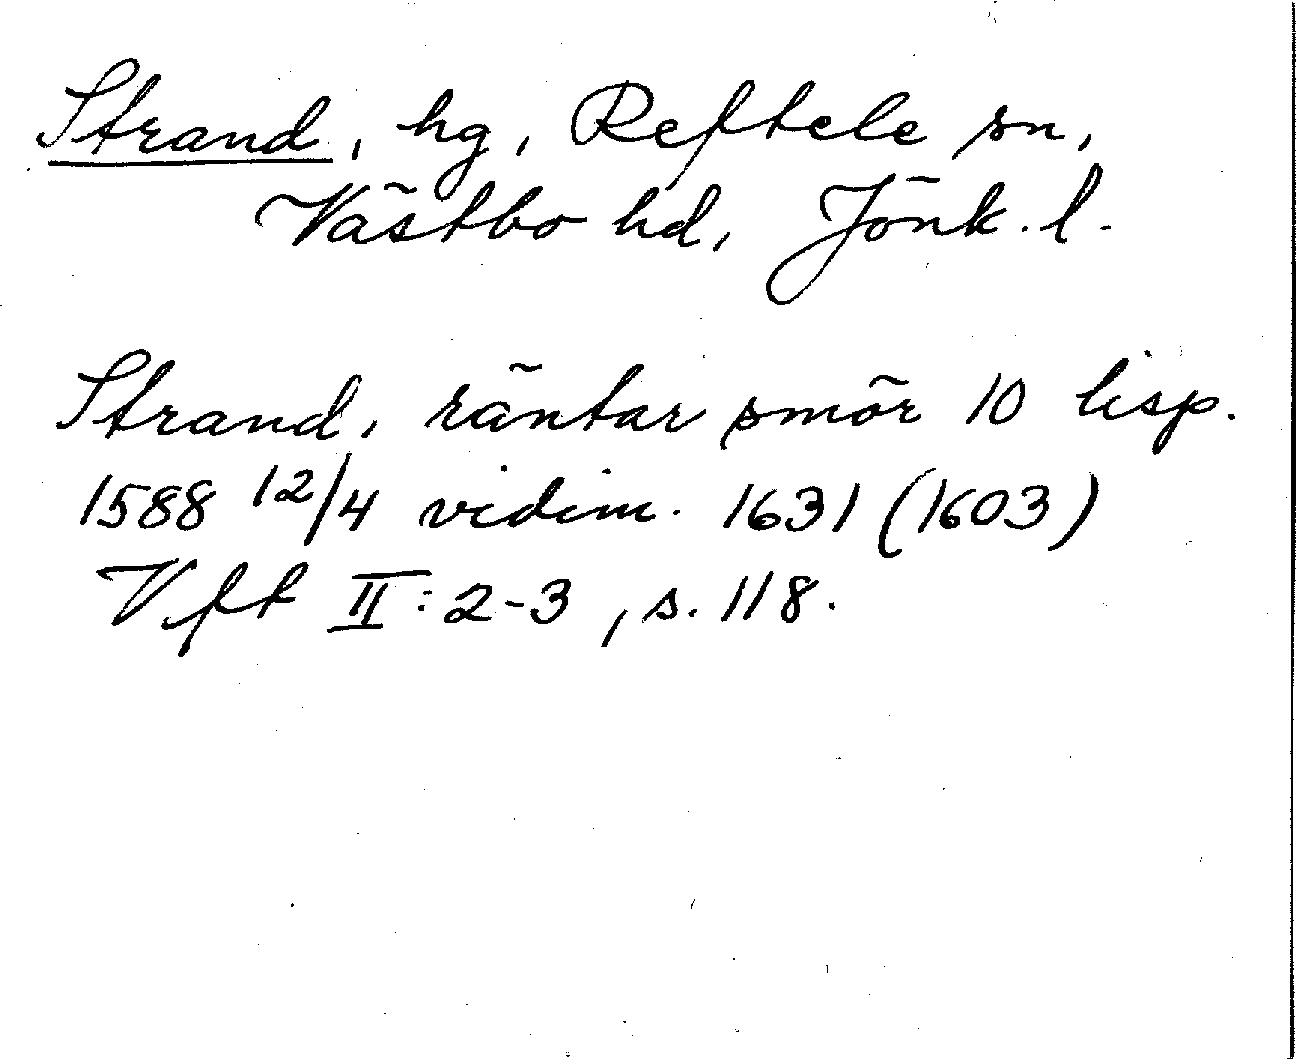 Strand, hg, Reftele sn,
Västbo hd, Jönk. l.
Strand, räntar smör 10 lisp.
1588 12/4 vidim. 1631 (1603)
Vft II:2-3, s. 118.